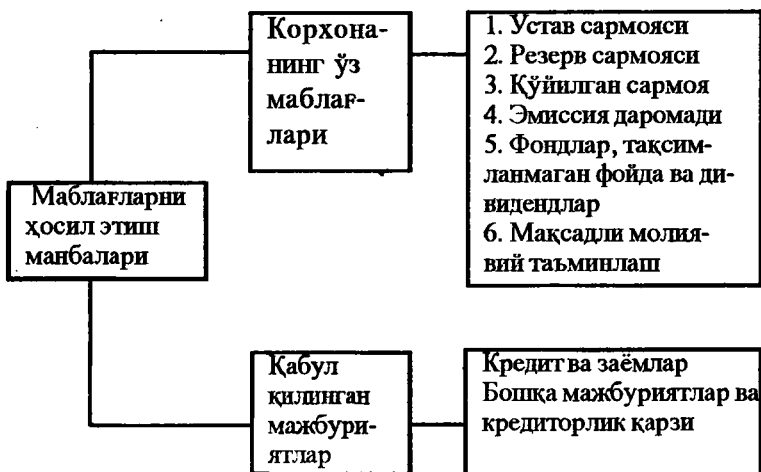 Корхона-
нинг ўз
маблағ-
лари
1. Устав сармояси
2. Резерв сармояси
3. Қўйилган сармоя
4. Эмиссия даромади
5. Фондлар, тақсим-
ланмаган фойда ва ди-
видендлар
6. Мақсадли молия-
вий таъминлаш
Маблағларни
ҳосил этиш
манбалари
Қабул
қилинган
мажбури-
ятлар
Кредит ва заёмлар
Бошқа мажбуриятлар ва
кредиторлик қарзи